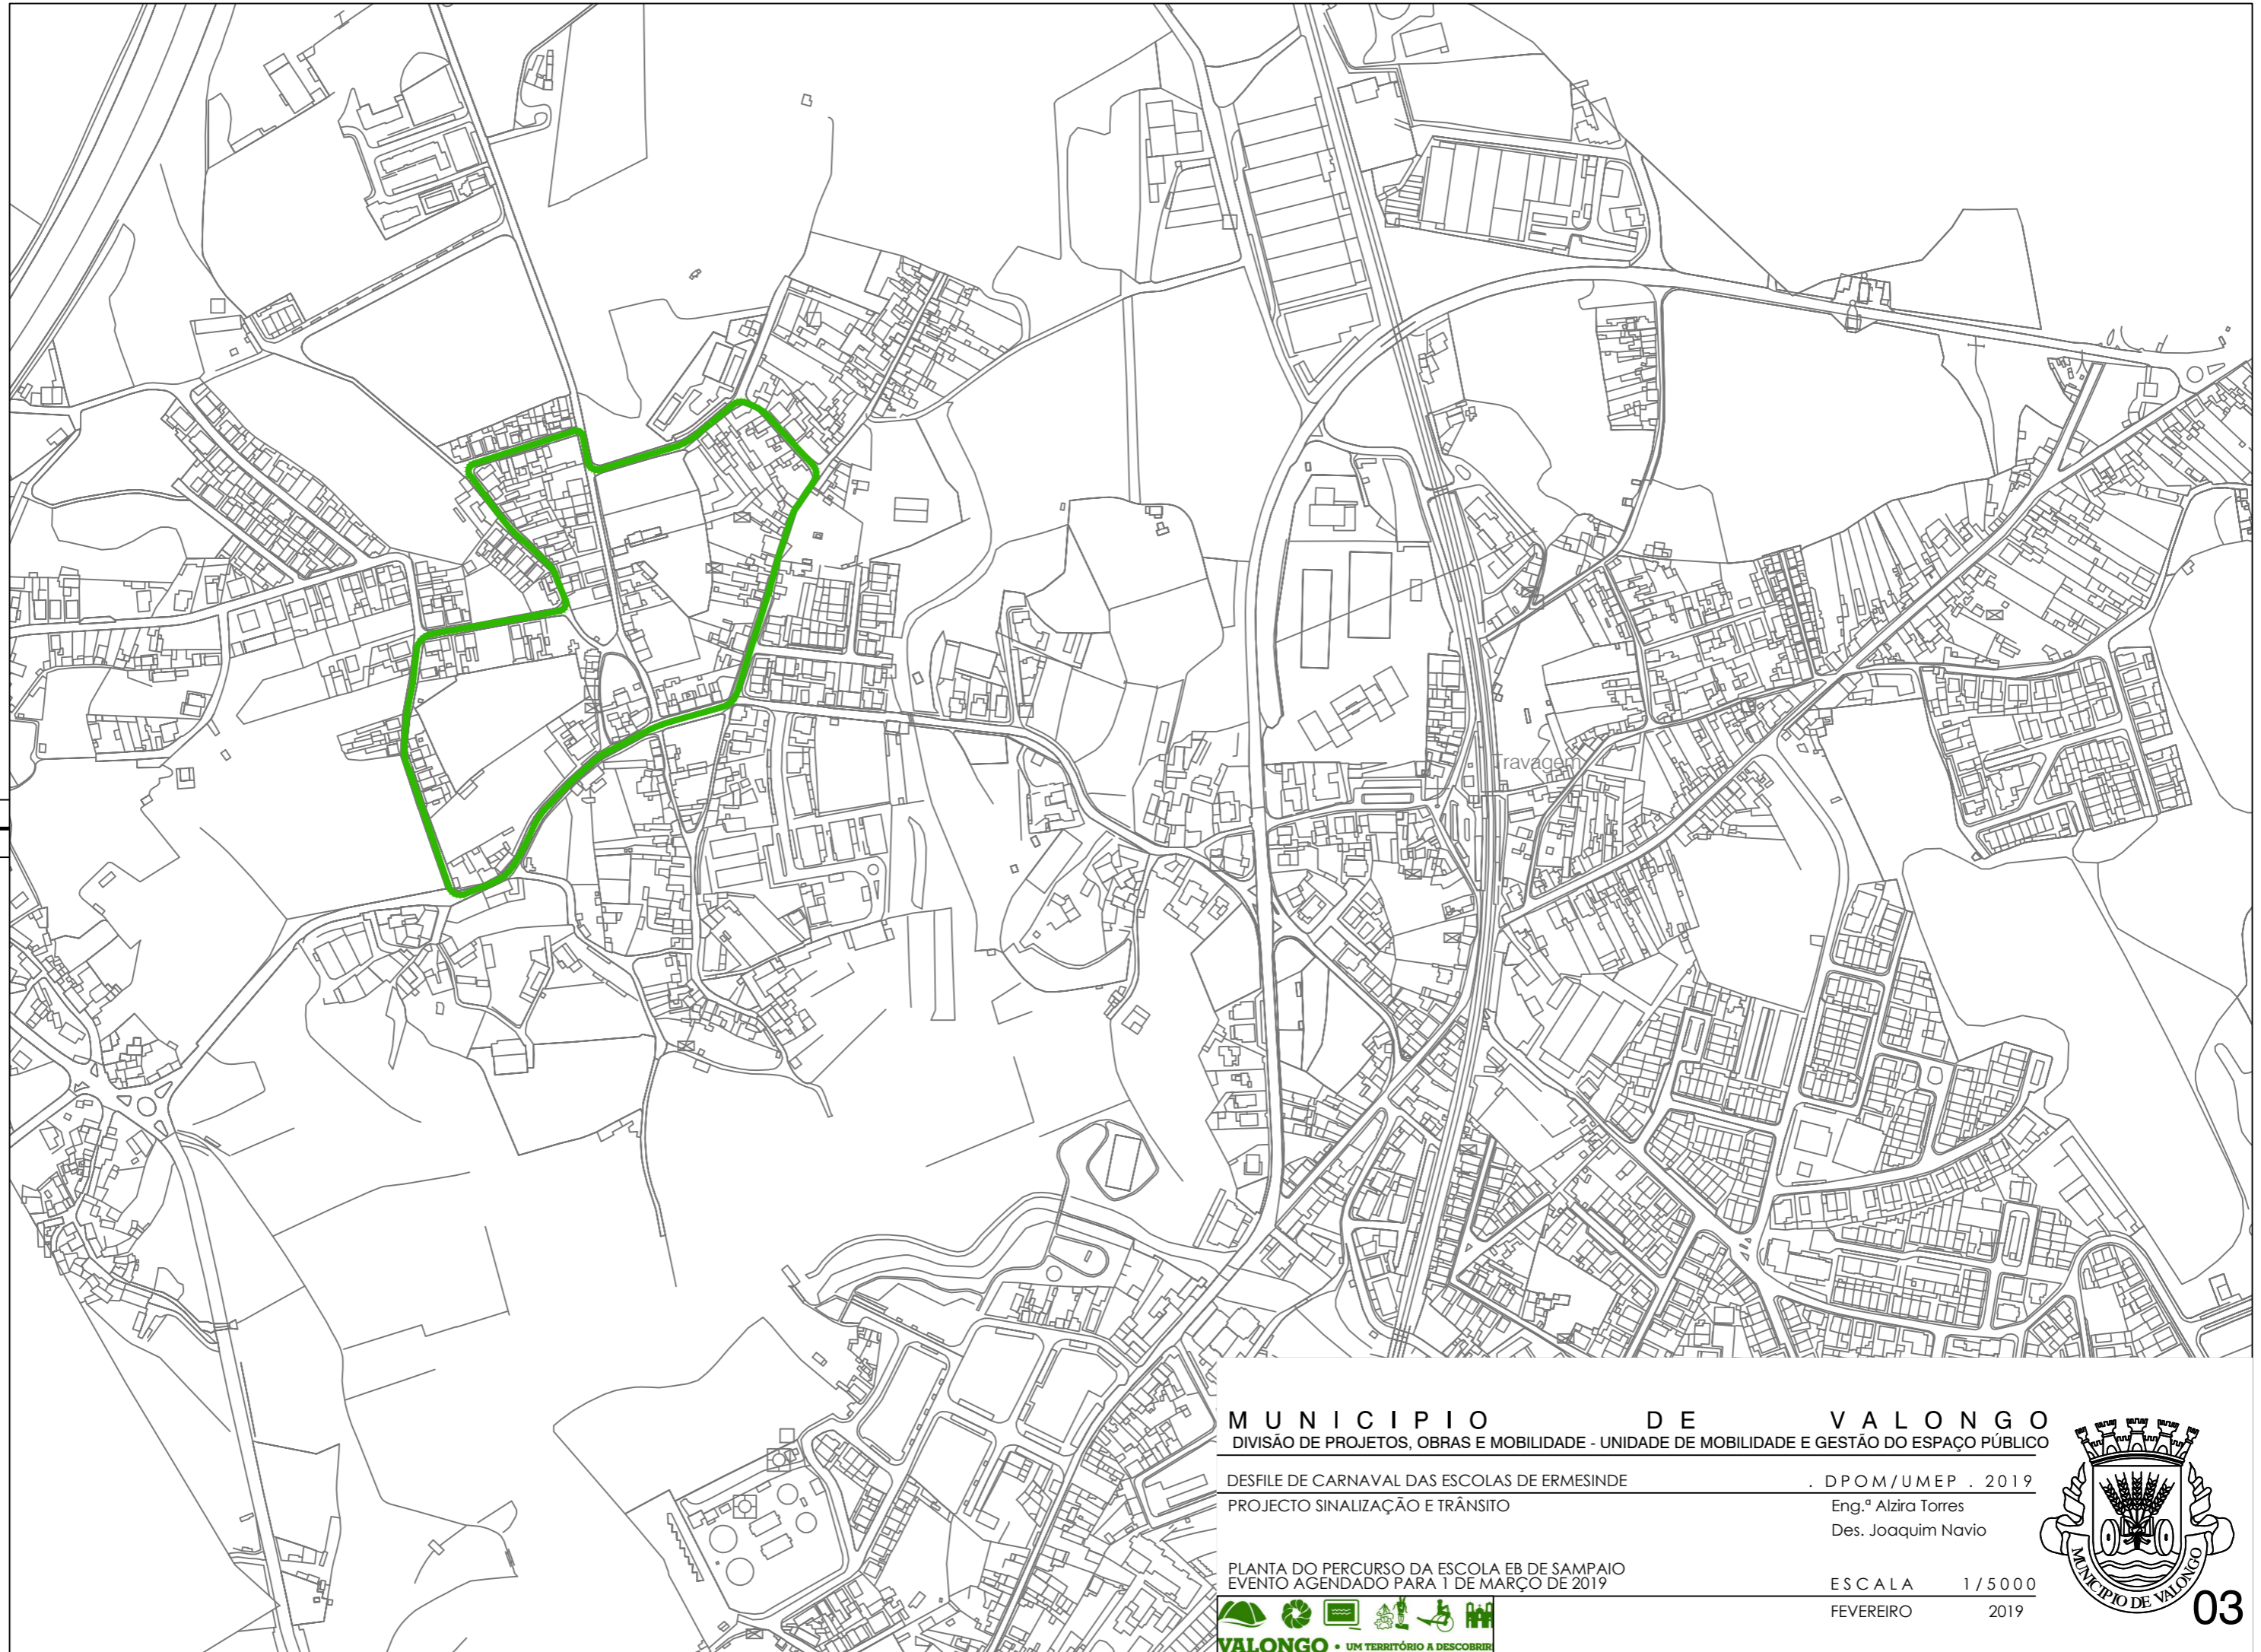 Travagem
MUNICIPIO DE VALONGO
DIVISÃO DE PROJETOS, OBRAS E MOBILIDADE - UNIDADE DE MOBILIDADE E GESTÃO DO ESPAÇO PÚBLICO
DESFILE DE CARNAVAL DAS ESCOLAS DE ERMESINDE
. DPOM/UMEP . 2019
PROJECTO SINALIZAÇÃO E TRÂNSITO
Eng.ª Alzira Torres
Des. Joaquim Navio
PLANTA DO PERCURSO DA ESCOLA EB DE SAMPAIO
EVENTO AGENDADO PARA 1 DE MARÇO DE 2019
ESCALA 1/5000
FEVEREIRO 2019
MUNICIPIO DE VALONGO
03
VALONGO • UM TERRITÓRIO A DESCOBRIR